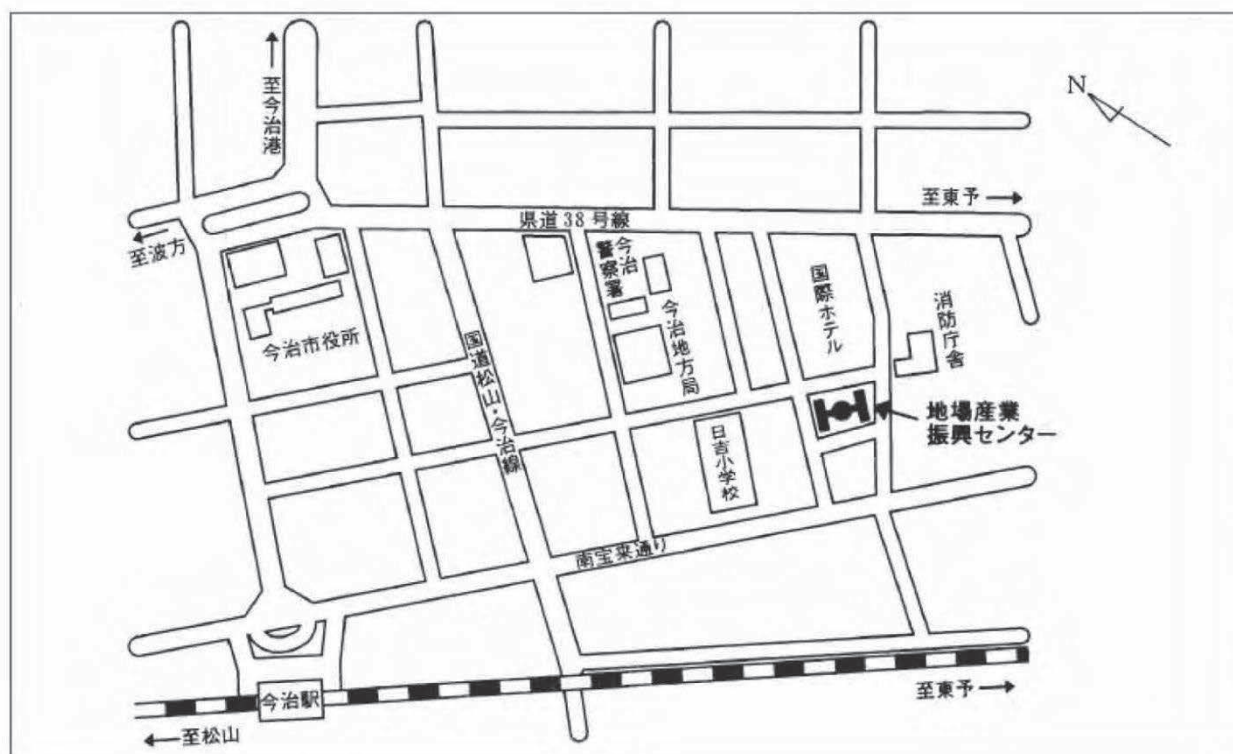 至今治港
N
至東予
県道38号線
至波方
今治
警察署
国際ホテル
消防庁舎
今治市役所
国道松山・今治線
今治地方局
地場産業
振興センター
日吉小学校
南宝来通り
今治駅
至東予
至松山